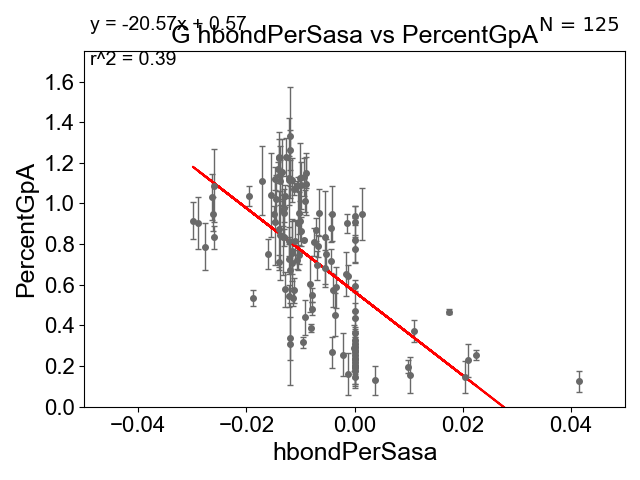 y = -20.57x + 0.57
G hbondPerSasa vs PercentGpA
N = 125
r^2 = 0.39
PercentGpA
1.6
1.4
1.2
1.0
0.8
0.6
0.4
0.2
0.0
−0.04 −0.02 0.00 0.02 0.04
hbondPerSasa